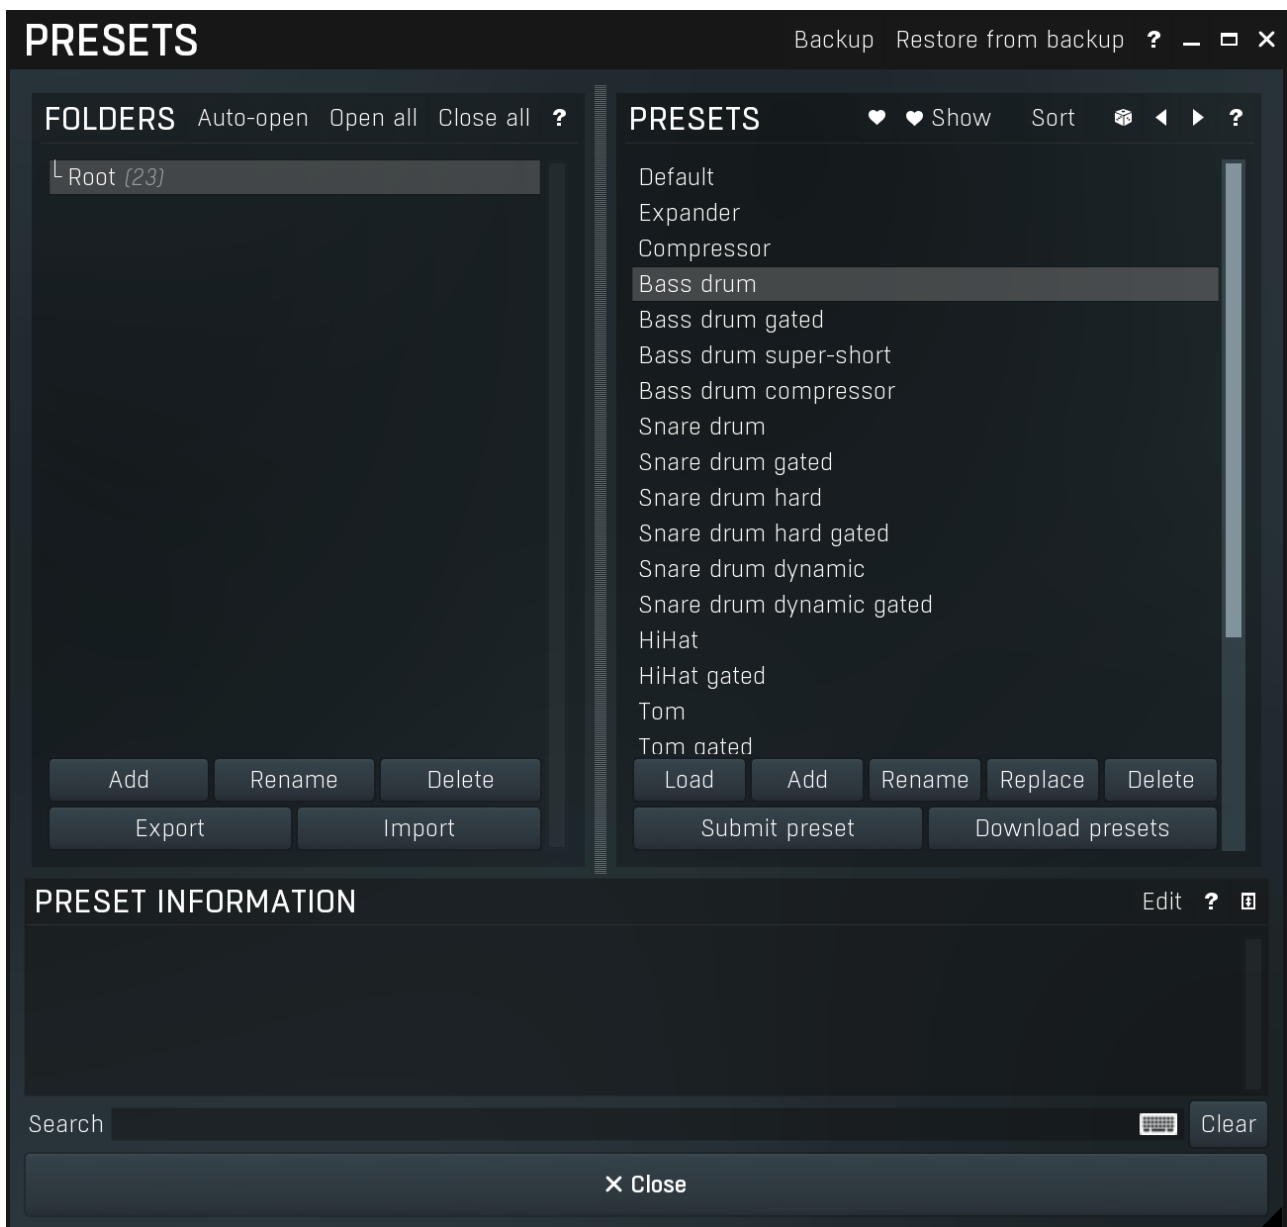 PRESETS Backup Restore from backup ?
FOLDERS Auto-open Open all Close all ?
Root (23)
Add Rename Delete
Export Import
PRESETS Show Sort ?
Default
Expander
Compressor
Bass drum
Bass drum gated
Bass drum super-short
Bass drum compressor
Snare drum
Snare drum gated
Snare drum hard
Snare drum hard gated
Snare drum dynamic
Snare drum dynamic gated
HiHat
HiHat gated
Tom
Tom gated
Load Add Rename Replace Delete
Submit preset Download presets
PRESET INFORMATION Edit ?
Search Clear
Close